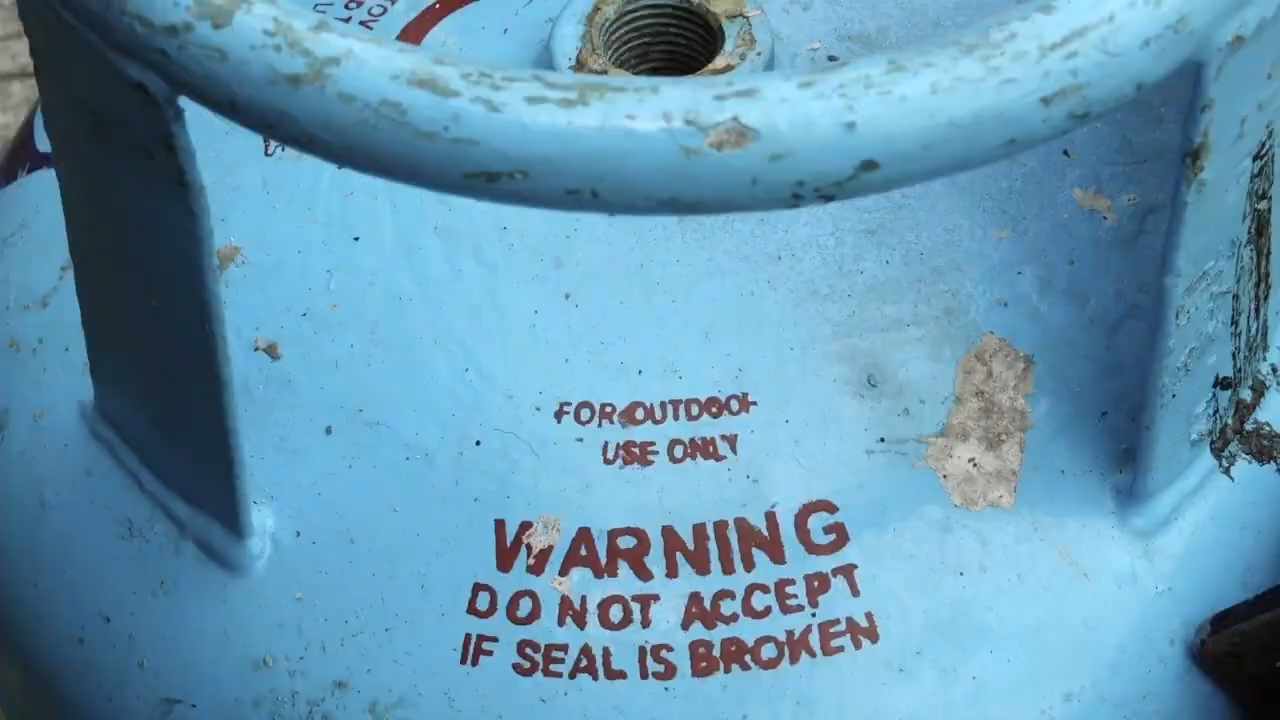 FOR OUTDOOR
USE ONLY
WARNING
DO NOT ACCEPT
IF SEAL IS BROKEN